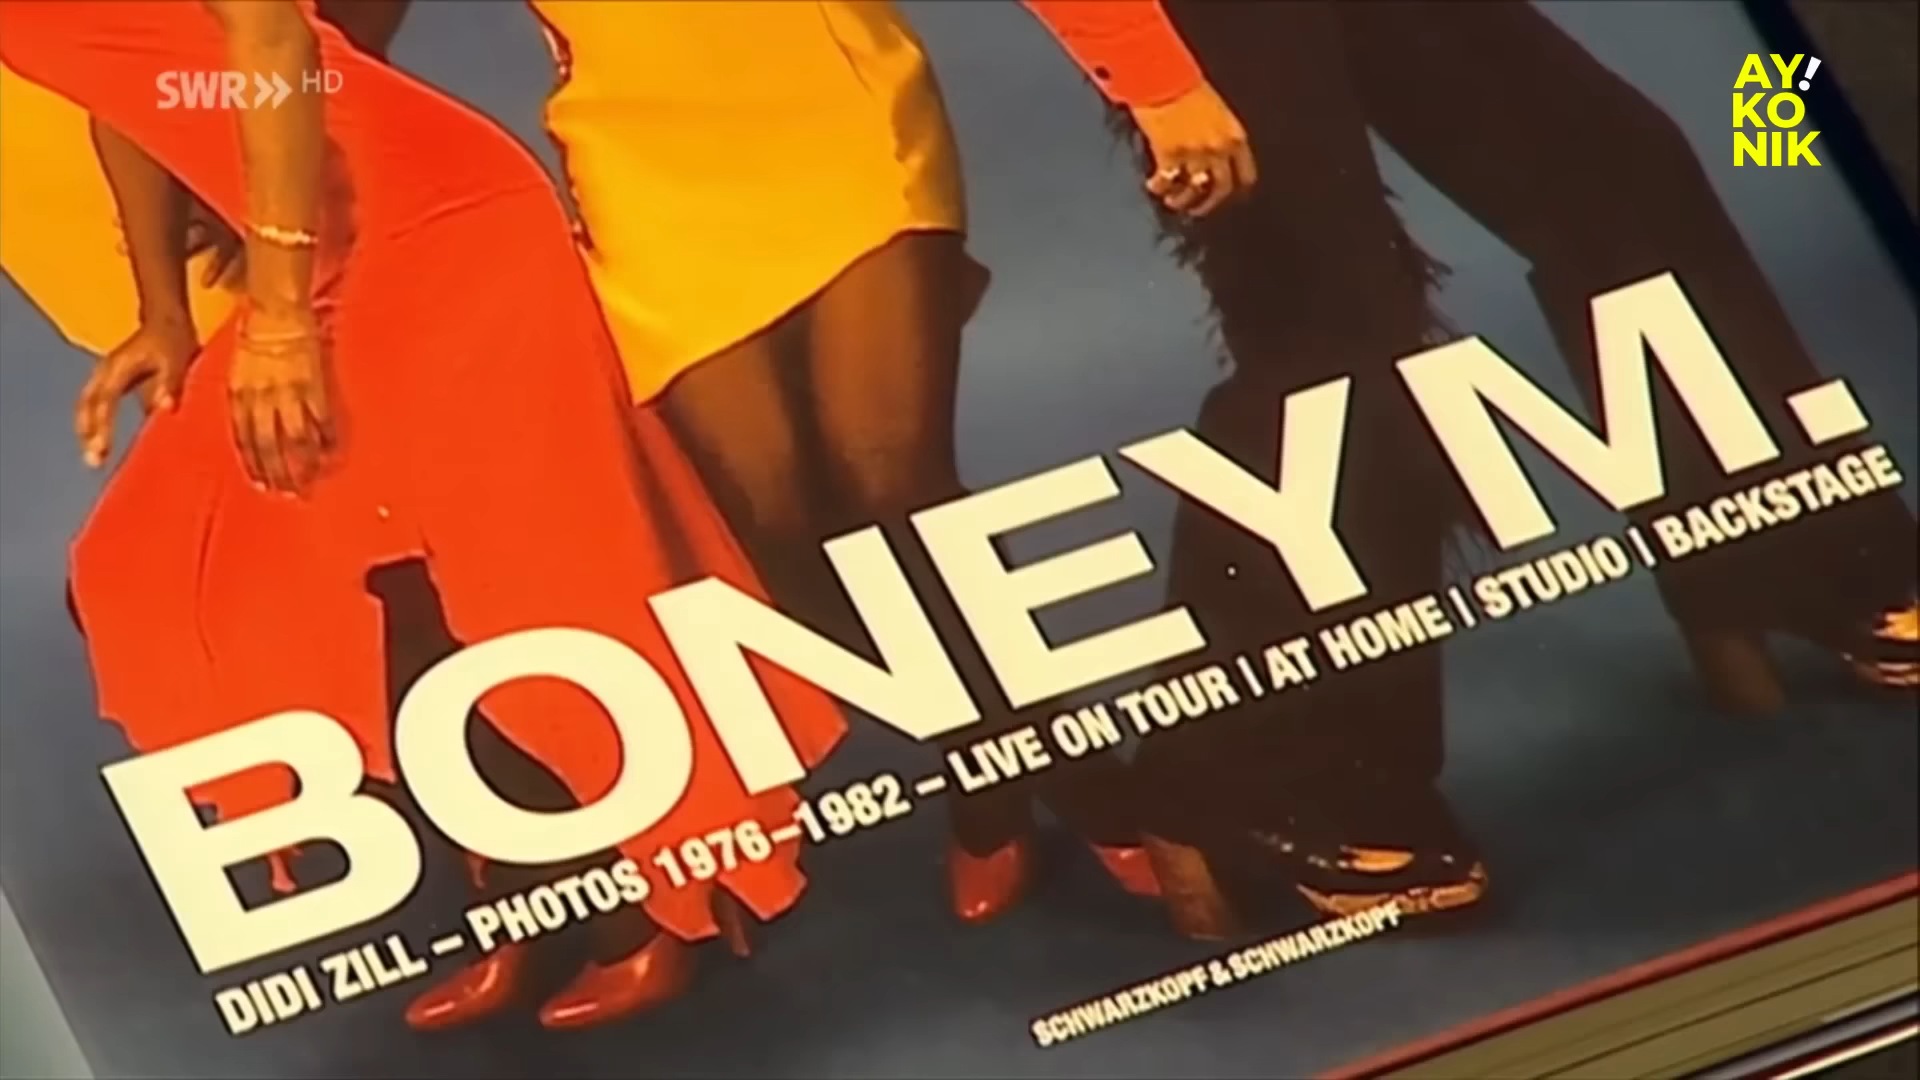 SWR» HD
AY!
KO
NIK
BONEY M.
DIDI ZILL – PHOTOS 1976–1982 – LIVE ON TOUR | AT HOME | STUDIO | BACKSTAGE
SCHWARZKOPF & SCHWARZKOPF